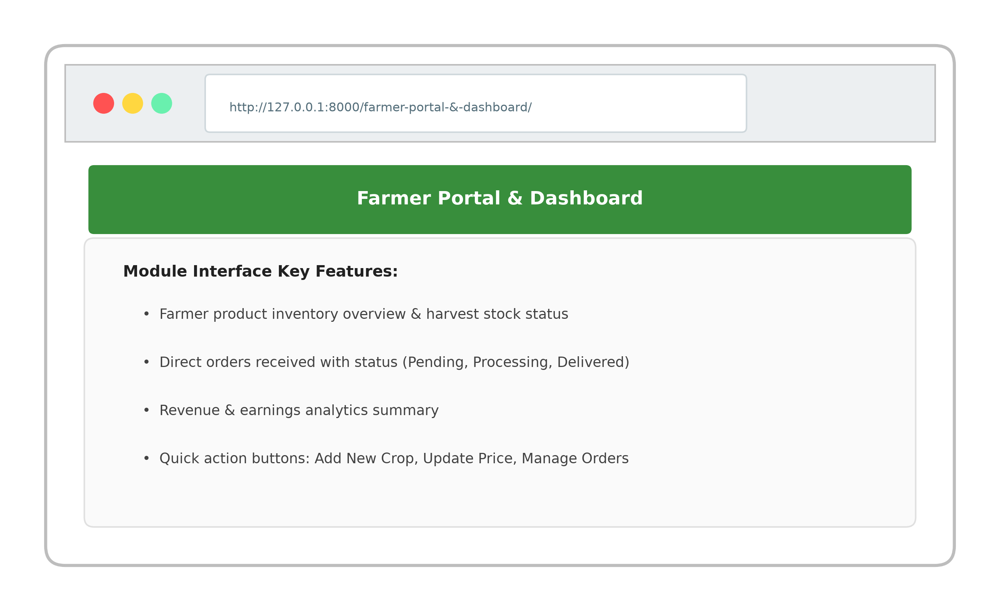 http://127.0.0.1:8000/farmer-portal-&-dashboard/
Farmer Portal & Dashboard
Module Interface Key Features:
• Farmer product inventory overview & harvest stock status
• Direct orders received with status (Pending, Processing, Delivered)
• Revenue & earnings analytics summary
• Quick action buttons: Add New Crop, Update Price, Manage Orders